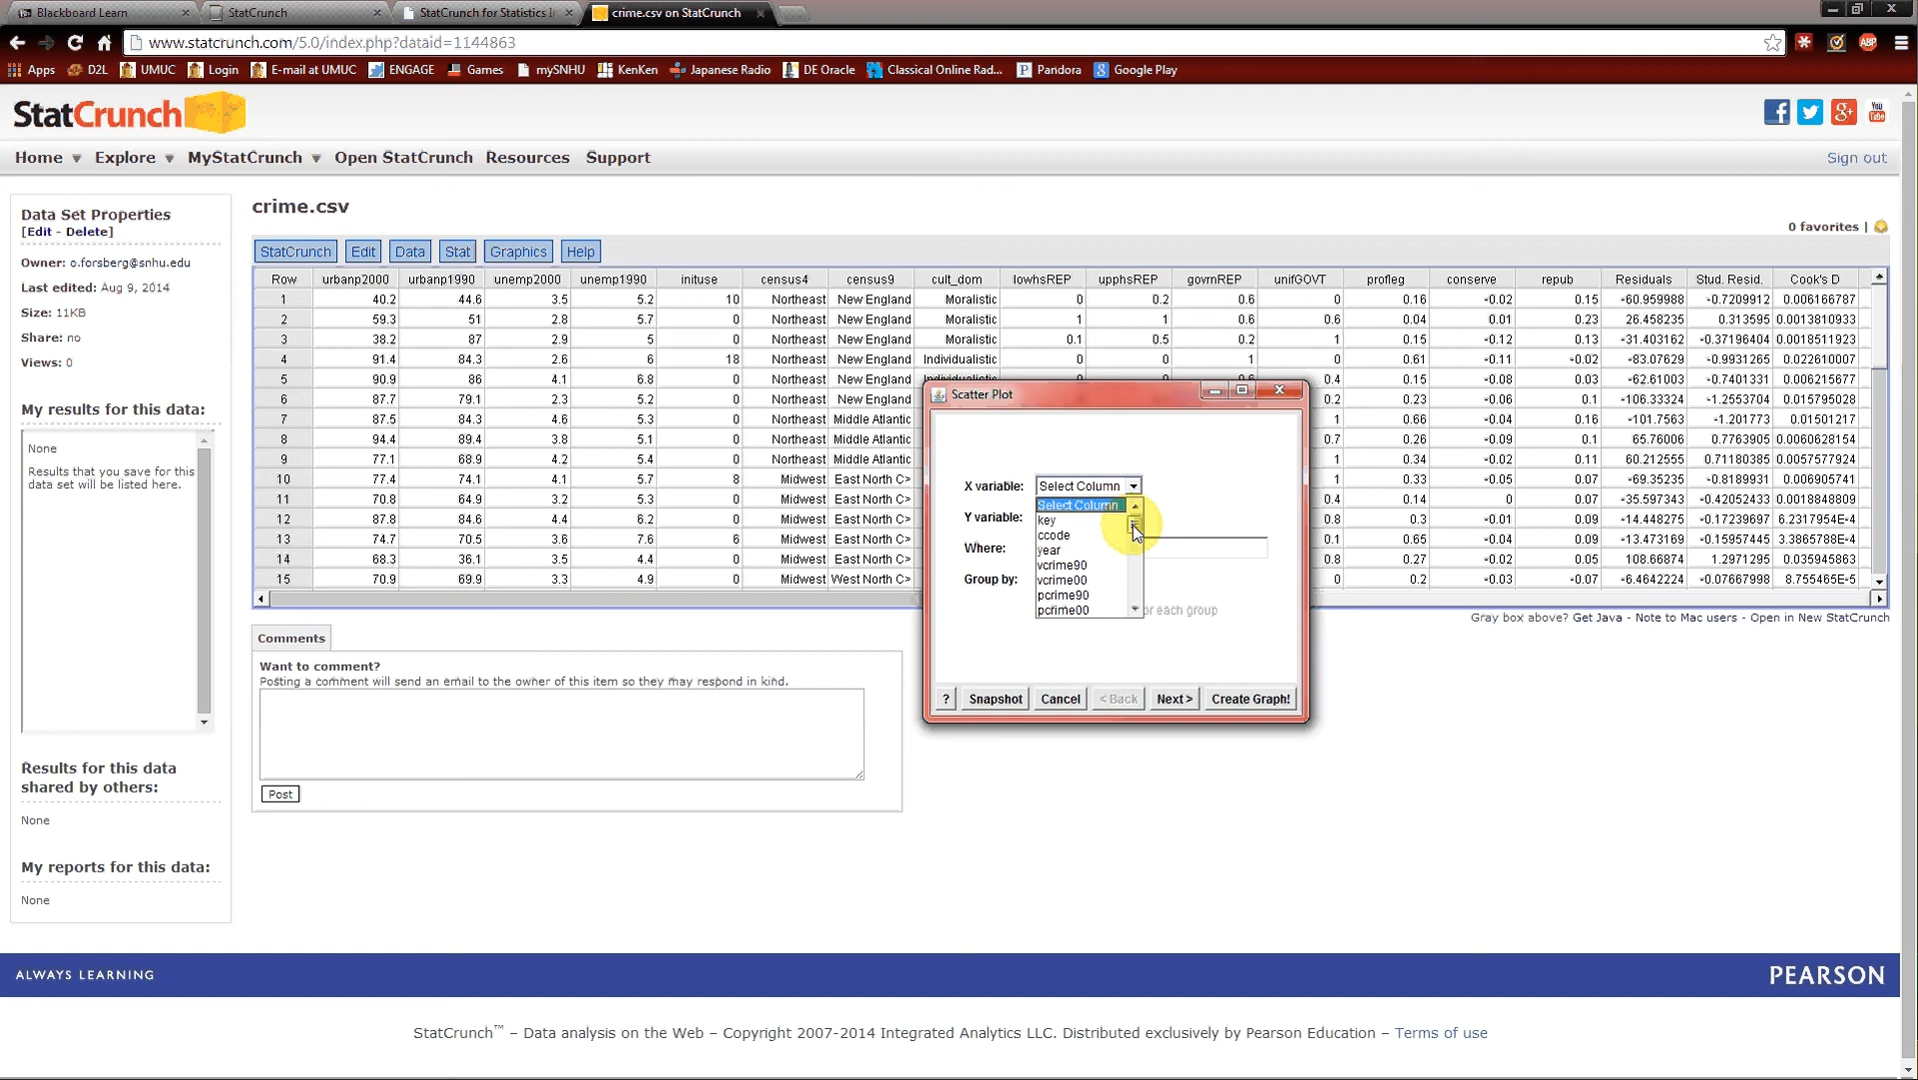 Blackboard Learn
StatCrunch
StatCrunch for Statistics I
crime.csv on StatCrunch
www.statcrunch.com/5.0/index.php?dataid=1144863
Apps D2L UMUC Login E-mail at UMUC ENGAGE Games mySNHU KenKen Japanese Radio DE Oracle Classical Online Rad... Pandora Google Play
ABP
StatCrunch
You Tube
Home Explore MyStatCrunch Open StatCrunch Resources Support
Sign out
Data Set Properties
[Edit - Delete]
Owner: o.forsberg@snhu.edu
Last edited: Aug 9, 2014
Size: 11KB
Share: no
Views: 0
My results for this data:
None
Results that you save for this
data set will be listed here.
Results for this data
shared by others:
None
My reports for this data:
None
crime.csv
0 favorites |
StatCrunch Edit Data Stat Graphics Help
Row urbanp2000 urbanp1990 unemp2000 unemp1990 inituse census4 census9 cult_dom lowhsREP upphsREP govrnREP unifGOVT profleg conserve repub Residuals Stud. Resid. Cook's D
1 40.2 44.6 3.5 5.2 10 Northeast New England Moralistic 0 0.2 0.6 0 0.16 -0.02 0.15 -60.959988 -0.7209912 0.006166787
2 59.3 51 2.8 5.7 0 Northeast New England Moralistic 1 1 0.6 0.6 0.04 0.01 0.23 26.458235 0.313595 0.0013810933
3 38.2 87 2.9 5 0 Northeast New England Moralistic 0.1 0.5 0.2 1 0.15 -0.12 0.13 -31.403162 -0.37196404 0.0018511923
4 91.4 84.3 2.6 6 18 Northeast New England Individualistic 0 0 1 0 0.61 -0.11 -0.02 -83.07629 -0.9931265 0.022610007
5 90.9 86 4.1 6.8 0 Northeast New England Individualistic 0 0 0.6 0.4 0.15 -0.08 0.03 -62.61003 -0.7401331 0.006215677
6 87.7 79.1 2.3 5.2 0 Northeast New England 0.2 0.23 -0.06 0.1 -106.33324 -1.2553704 0.015795028
7 87.5 84.3 4.6 5.3 0 Northeast Middle Atlantic 1 0.66 -0.04 0.16 -101.7563 -1.201773 0.01501217
8 94.4 89.4 3.8 5.1 0 Northeast Middle Atlantic 0.7 0.26 -0.09 0.1 65.76006 0.7763905 0.0060628154
9 77.1 68.9 4.2 5.4 0 Northeast Middle Atlantic 1 0.34 -0.02 0.11 60.212555 0.71180385 0.0057577924
10 77.4 74.1 4.1 5.7 8 Midwest East North C> 1 0.33 -0.05 0.07 -69.35235 -0.8189931 0.006905741
11 70.8 64.9 3.2 5.3 0 Midwest East North C> 0.4 0.14 0 0.07 -35.597343 -0.42052433 0.0018848809
12 87.8 84.6 4.4 6.2 0 Midwest East North C> 0.8 0.3 -0.01 0.09 -14.448275 -0.17239697 6.2317954E-4
13 74.7 70.5 3.6 7.6 6 Midwest East North C> 0.1 0.65 -0.04 0.09 -13.473171 -0.15957445 3.3865788E-4
14 68.3 36.1 3.5 4.4 0 Midwest East North C> 0.8 0.27 -0.02 0.05 108.66874 1.2971295 0.035945863
15 70.9 69.9 3.3 4.9 0 Midwest West North C> 0 0.2 -0.03 -0.07 -6.4642224 -0.07667998 8.755465E-5
Gray box above? Get Java - Note to Mac users - Open in New StatCrunch
Scatter Plot
X variable: Select Column
Select Column
key
ccode
year
vcrime90
vcrime00
pcrime90
pcrime00
Y variable:
Where:
Group by:
or each group
? Snapshot Cancel < Back Next > Create Graph!
Comments
Want to comment?
Posting a comment will send an email to the owner of this item so they may respond in kind.
Post
ALWAYS LEARNING
PEARSON
StatCrunch™ – Data analysis on the Web – Copyright 2007-2014 Integrated Analytics LLC. Distributed exclusively by Pearson Education – Terms of use